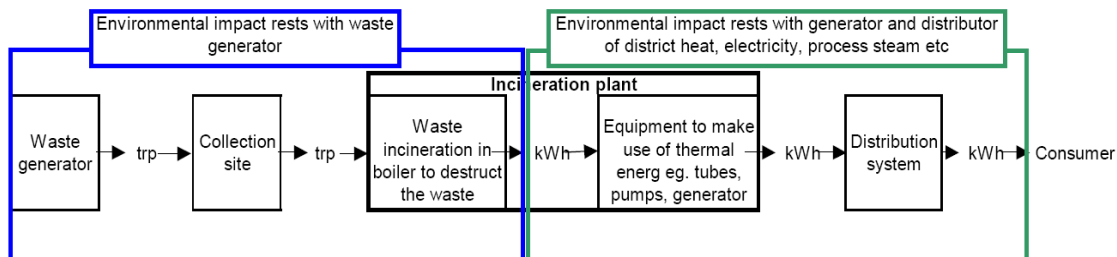 Environmental impact rests with waste
generator
Environmental impact rests with generator and distributor
of district heat, electricity, process steam etc
Incineration plant
Waste
generator
trp
Collection
site
trp
Waste
incineration in
boiler to destruct
the waste
kWh
Equipment to make
use of thermal
energ eg. tubes,
pumps, generator
kWh
Distribution
system
kWh
Consumer